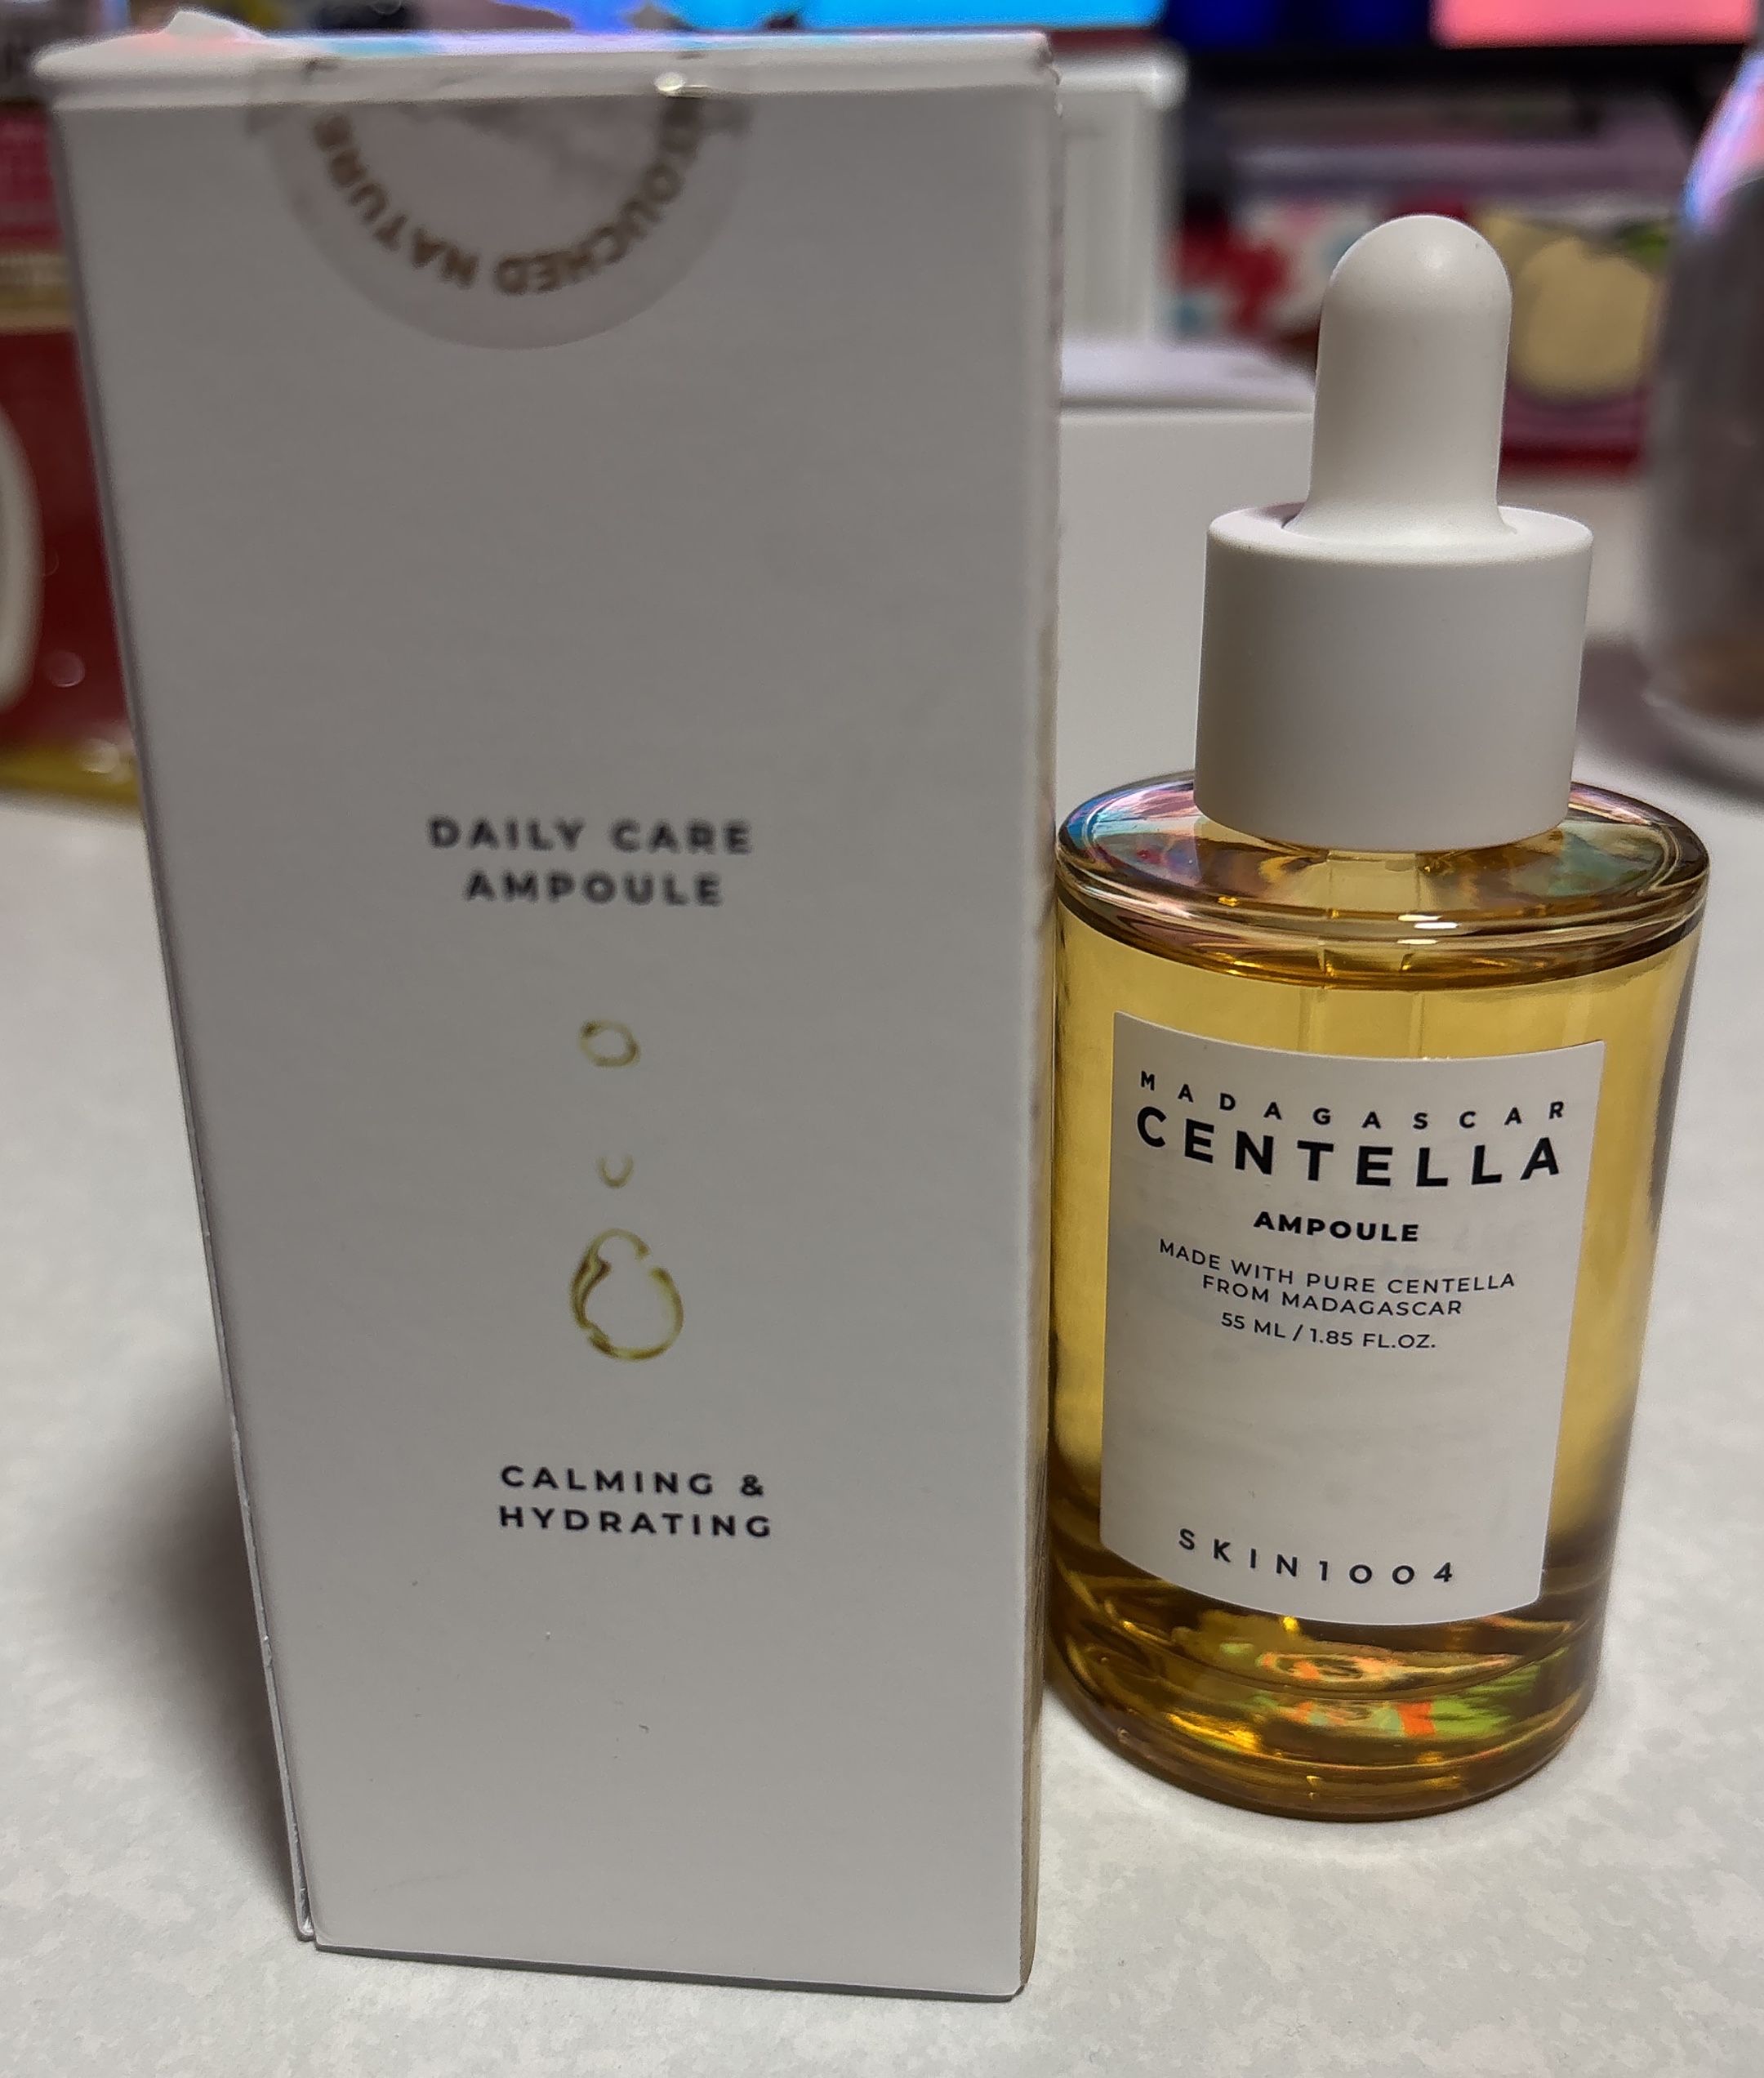 TOUCHED NATURE
DAILY CARE
AMPOULE
CALMING &
HYDRATING
MADAGASCAR
CENTELLA
AMPOULE
MADE WITH PURE CENTELLA
FROM MADAGASCAR
55 ML / 1.85 FL.OZ.
SKIN1004